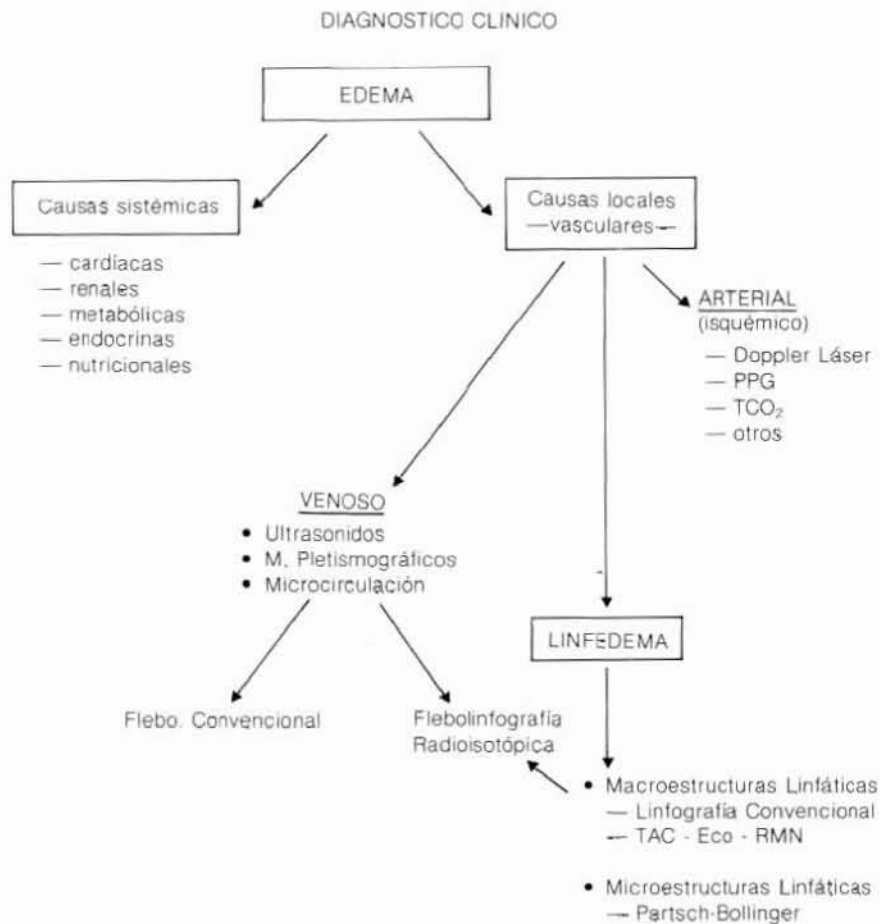 DIAGNOSTICO CLINICO
EDEMA
Causas sistémicas
— cardíacas
— renales
— metabólicas
— endocrinas
— nutricionales
Causas locales
—vasculares—
ARTERIAL
(isquémico)
— Doppler Láser
— PPG
— TCO₂
— otros
VENOSO
• Ultrasonidos
• M. Pletismográficos
• Microcirculación
Flebo. Convencional
Flebolinfografía
Radioisotópica
LINFEDEMA
• Macroestructuras Linfáticas
— Linfografía Convencional
— TAC - Eco - RMN
• Microestructuras Linfáticas
— Partsch-Bollinger